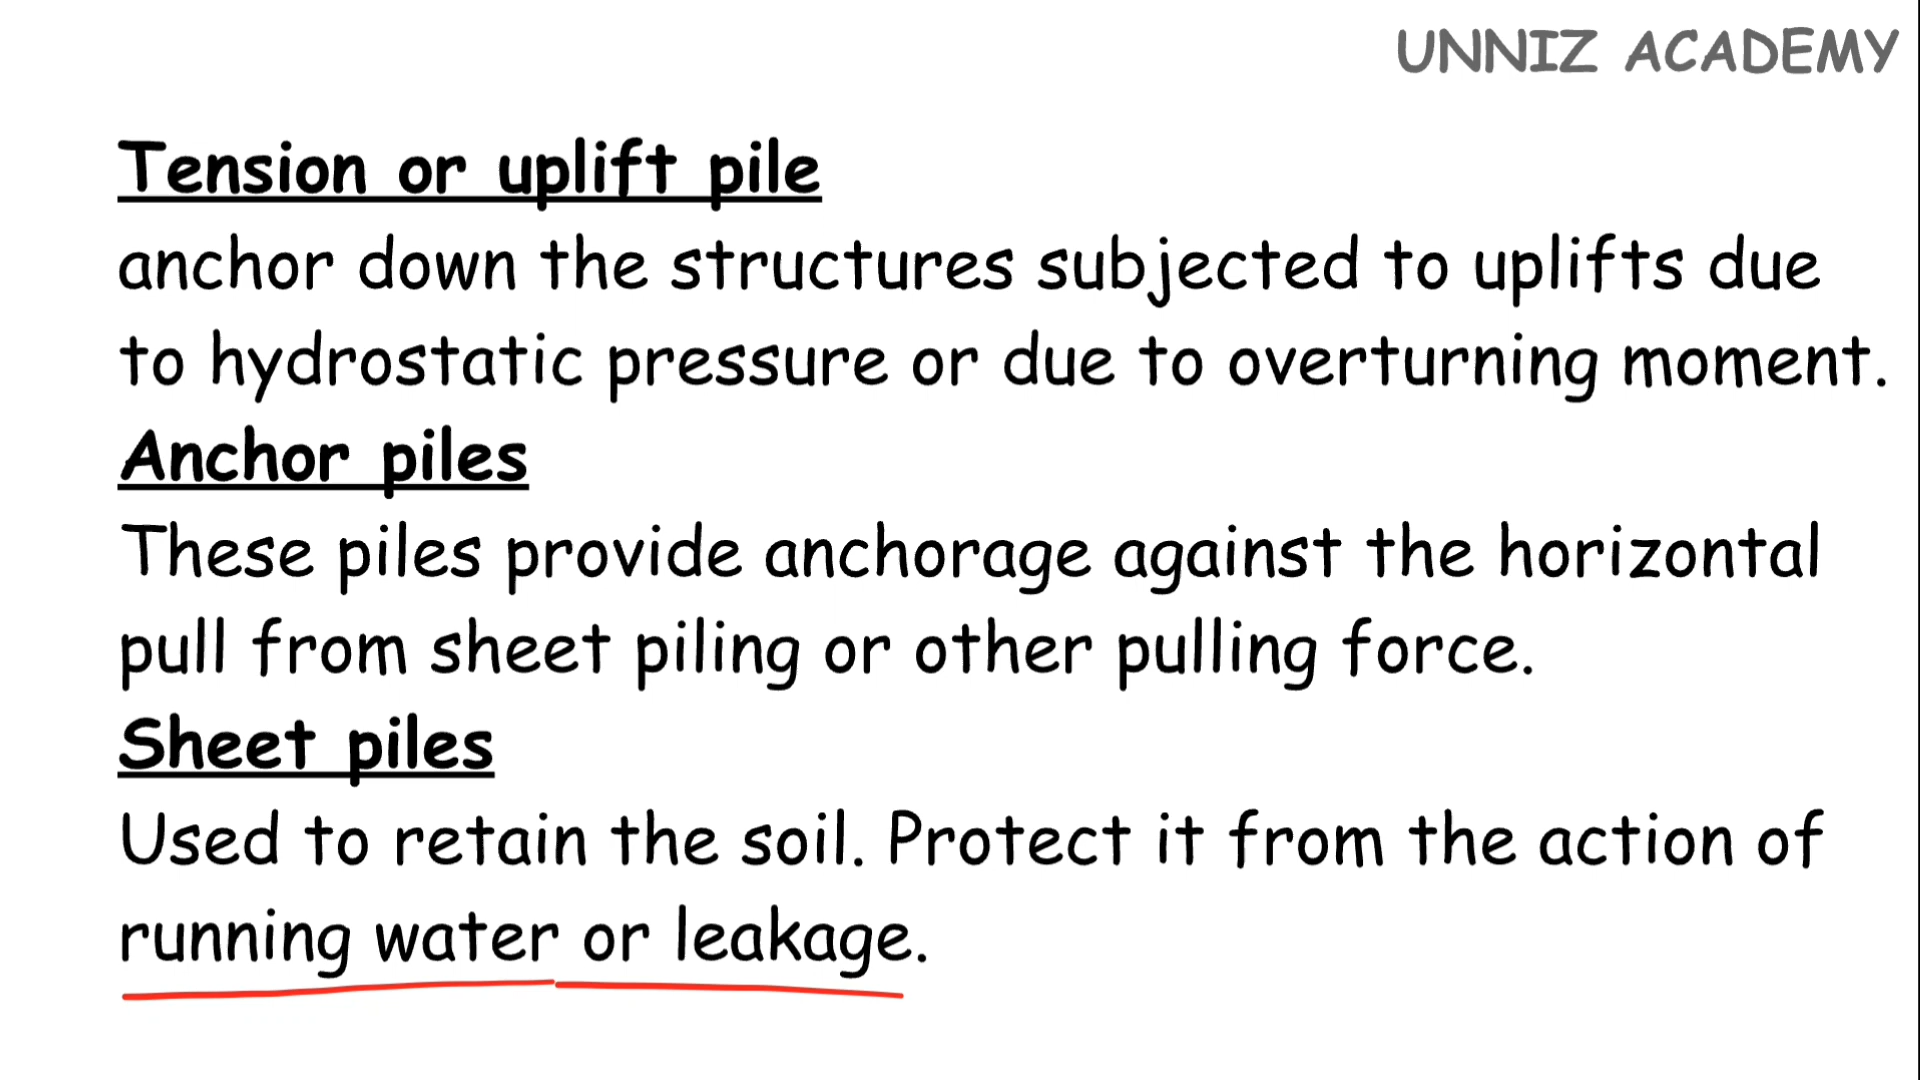 UNNIZ ACADEMY
Tension or uplift pile
anchor down the structures subjected to uplifts due
to hydrostatic pressure or due to overturning moment.
Anchor piles
These piles provide anchorage against the horizontal
pull from sheet piling or other pulling force.
Sheet piles
Used to retain the soil. Protect it from the action of
running water or leakage.